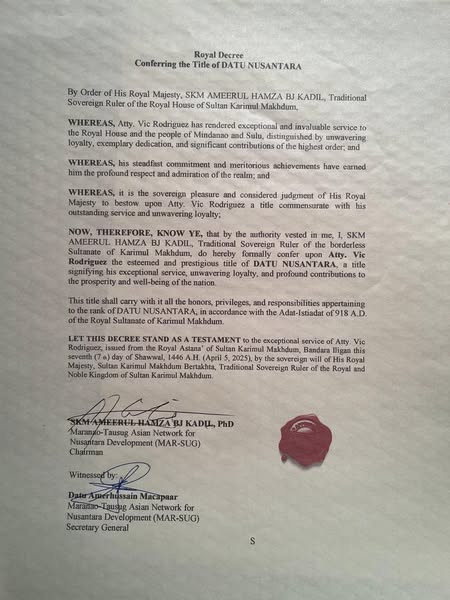 Royal Decree
Conferring the Title of DATU NUSANTARA
By Order of His Royal Majesty, SKM AMEERUL HAMZA BJ KADIL, Traditional
Sovereign Ruler of the Royal House of Sultan Karimul Makhdum,
WHEREAS, Atty. Vic Rodriguez has rendered exceptional and invaluable service to
the Royal House and the people of Mindanao and Sulu, distinguished by unwavering
loyalty, exemplary dedication, and significant contributions of the highest order; and
WHEREAS, his steadfast commitment and meritorious achievements have earned
him the profound respect and admiration of the realm; and
WHEREAS, it is the sovereign pleasure and considered judgment of His Royal
Majesty to bestow upon Atty. Vic Rodriguez a title commensurate with his
outstanding service and unwavering loyalty;
NOW, THEREFORE, KNOW YE, that by the authority vested in me, I, SKM
AMEERUL HAMZA BJ KADIL, Traditional Sovereign Ruler of the borderless
Sultanate of Karimul Makhdum, do hereby formally confer upon Atty. Vic
Rodriguez the esteemed and prestigious title of DATU NUSANTARA, a title
signifying his exceptional service, unwavering loyalty, and profound contributions to
the prosperity and well-being of the nation.
This title shall carry with it all the honors, privileges, and responsibilities appertaining
to the rank of DATU NUSANTARA, in accordance with the Adat-Istiadat of 918 A.D.
of the Royal Sultanate of Karimul Makhdum.
LET THIS DECREE STAND AS A TESTAMENT to the exceptional service of Atty. Vic
Rodriguez, issued from the Royal Astana' of Sultan Karimul Makhdum, Bandara Iligan this
seventh (7th) day of Shawwal, 1446 A.H. (April 5, 2025), by the sovereign will of His Royal
Majesty, Sultan Karimul Makhdum Bertakhta, Traditional Sovereign Ruler of the Royal and
Noble Kingdom of Sultan Karimul Makhdum.
SKM AMEERUL HAMZA BJ KADIL, PhD
Maranao-Tausug Asian Network for
Nusantara Development (MAR-SUG)
Chairman
Witnessed by:
Datu Amerhussain Macapaar
Maranao-Tausug Asian Network for
Nusantara Development (MAR-SUG)
Secretary General
S